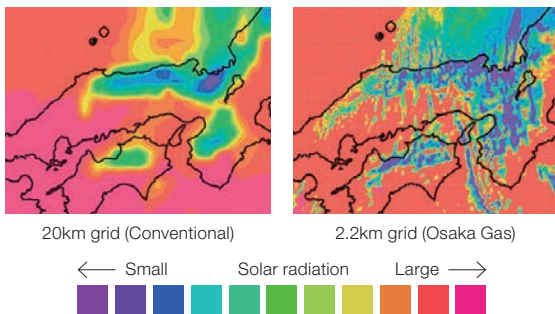 20km grid (Conventional)
2.2km grid (Osaka Gas)
Small Solar radiation Large